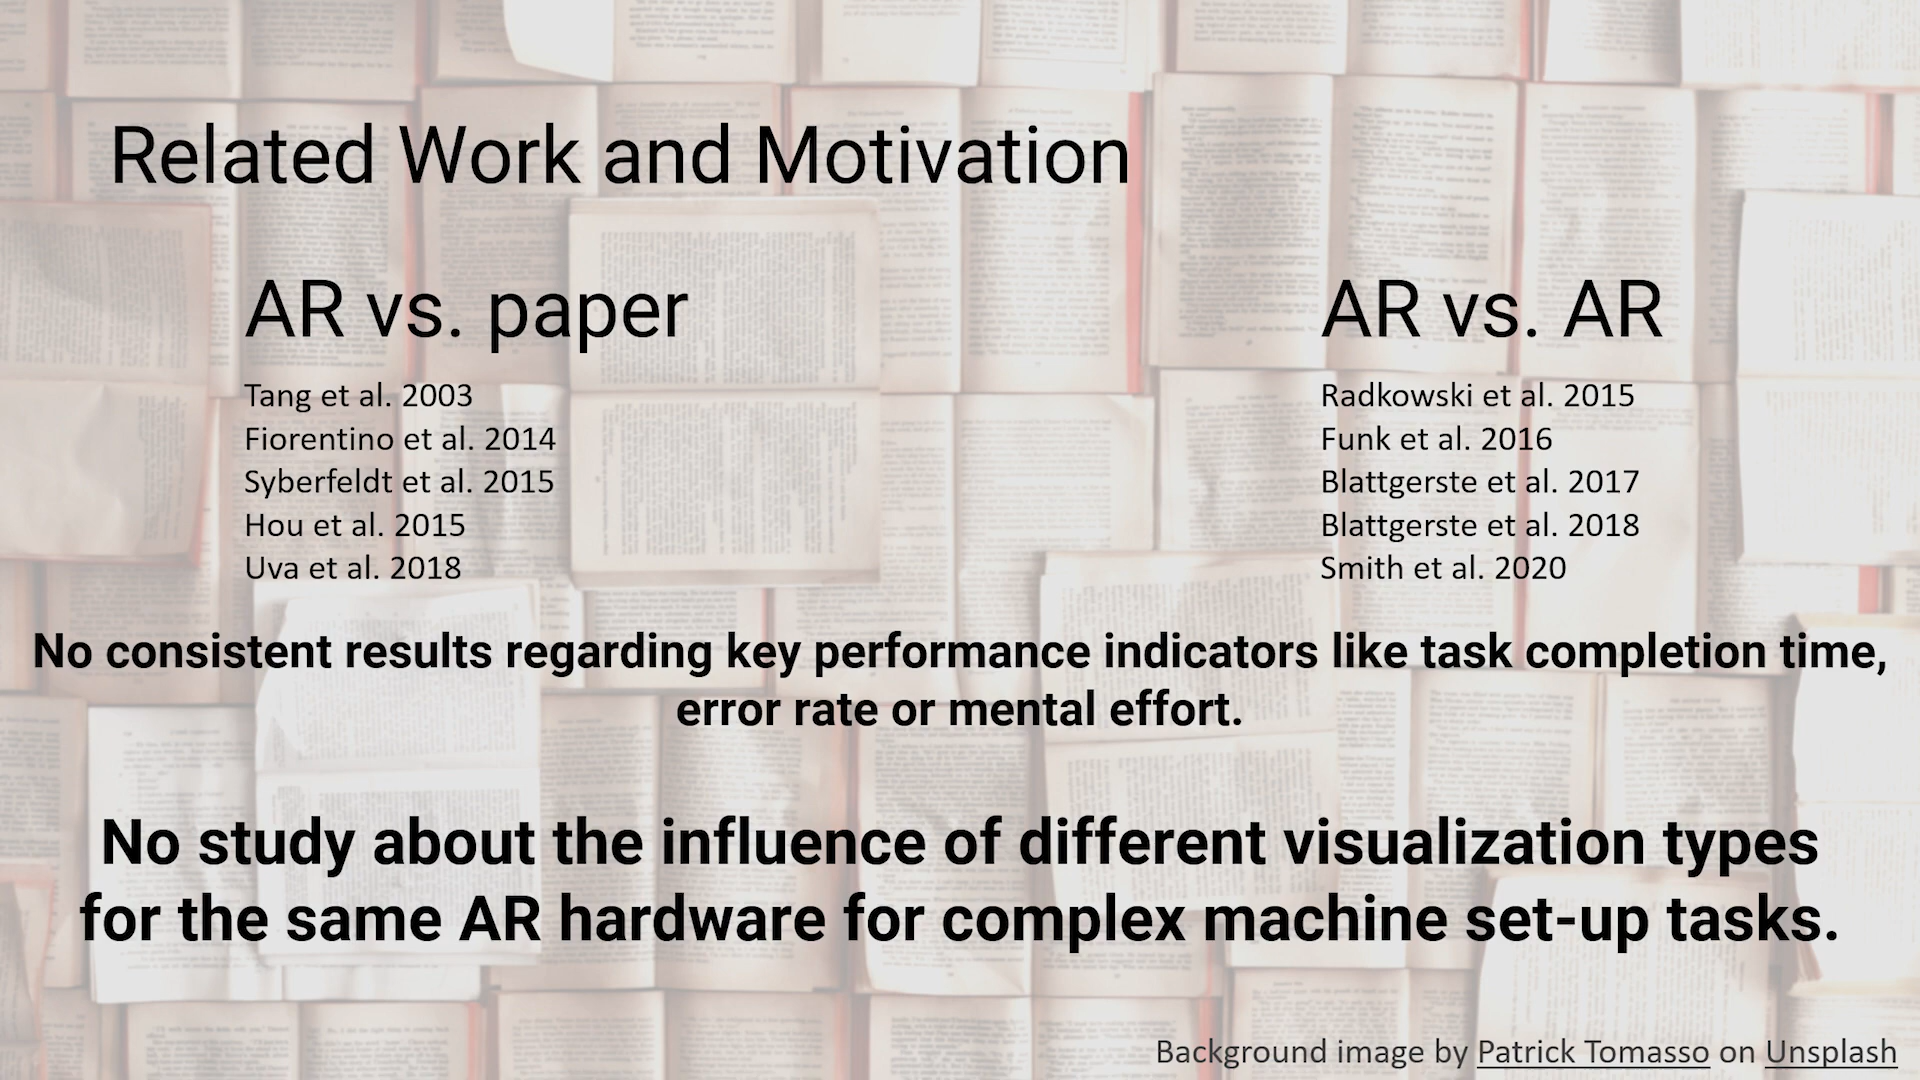 Related Work and Motivation
AR vs. paper
Tang et al. 2003
Fiorentino et al. 2014
Syberfeldt et al. 2015
Hou et al. 2015
Uva et al. 2018
AR vs. AR
Radkowski et al. 2015
Funk et al. 2016
Blattgerste et al. 2017
Blattgerste et al. 2018
Smith et al. 2020
No consistent results regarding key performance indicators like task completion time,
error rate or mental effort.
No study about the influence of different visualization types
for the same AR hardware for complex machine set-up tasks.
Background image by Patrick Tomasso on Unsplash